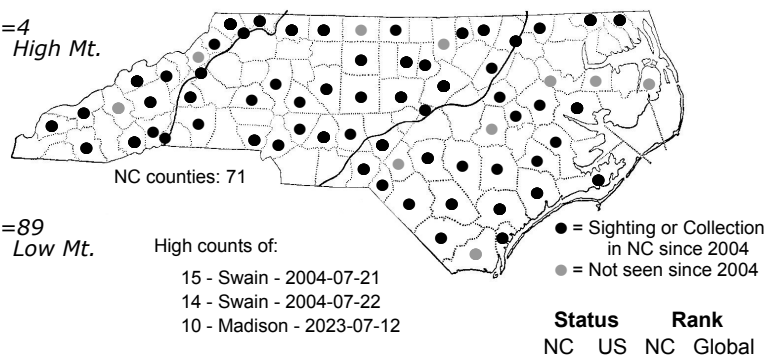 =4
High Mt.
NC counties: 71
=89
Low Mt.
High counts of:
15 - Swain - 2004-07-21
14 - Swain - 2004-07-22
10 - Madison - 2023-07-12
● = Sighting or Collection
in NC since 2004
● = Not seen since 2004
Status Rank
NC US NC Global